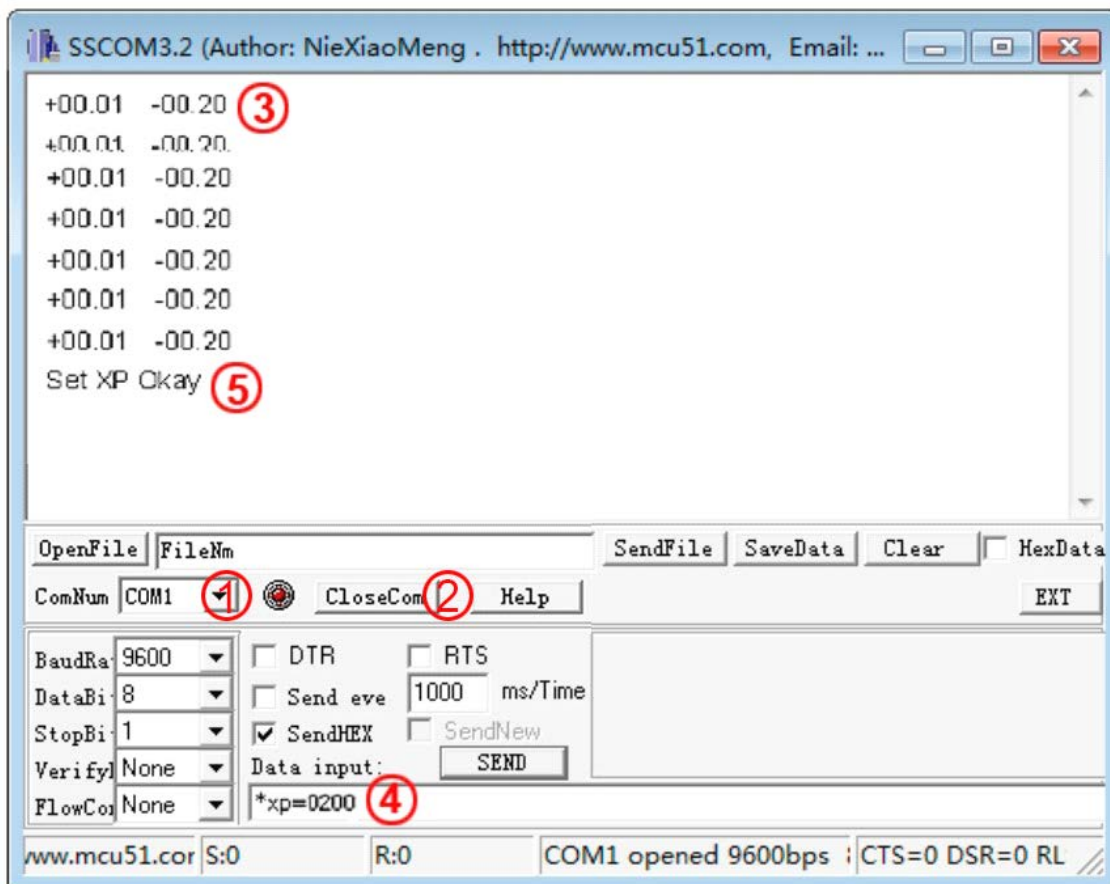 SSCOM3.2 (Author: NieXiaoMeng . http://www.mcu51.com, Email: ...
+00.01 -00.20 ③
+00.01 -00.20
+00.01 -00.20
+00.01 -00.20
+00.01 -00.20
+00.01 -00.20
+00.01 -00.20
Set XP Okay ⑤
OpenFile FileNm SendFile SaveData Clear HexData
ComNum COM1 ① CloseCom ② Help EXT
BaudRa 9600 DTR RTS
DataBi 8 Send eve 1000 ms/Time
StopBi 1 SendHEX SendNew
VerifyI None Data input: SEND
FlowCo None *xp=0200 ④
www.mcu51.cor S:0 R:0 COM1 opened 9600bps CTS=0 DSR=0 RL